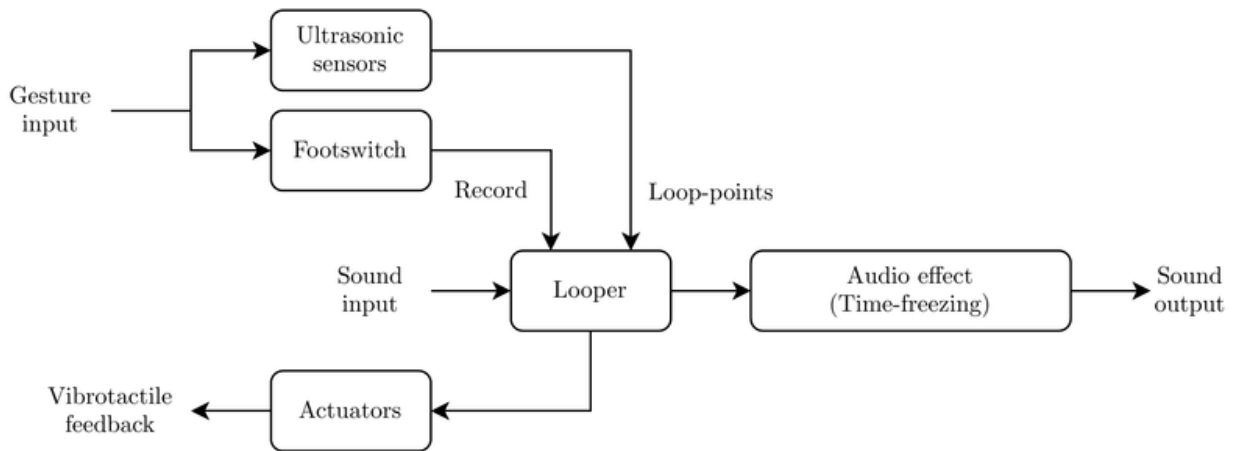 Ultrasonic
sensors
Gesture
input
Footswitch
Record
Loop-points
Sound
input
Looper
Audio effect
(Time-freezing)
Sound
output
Vibrotactile
feedback
Actuators